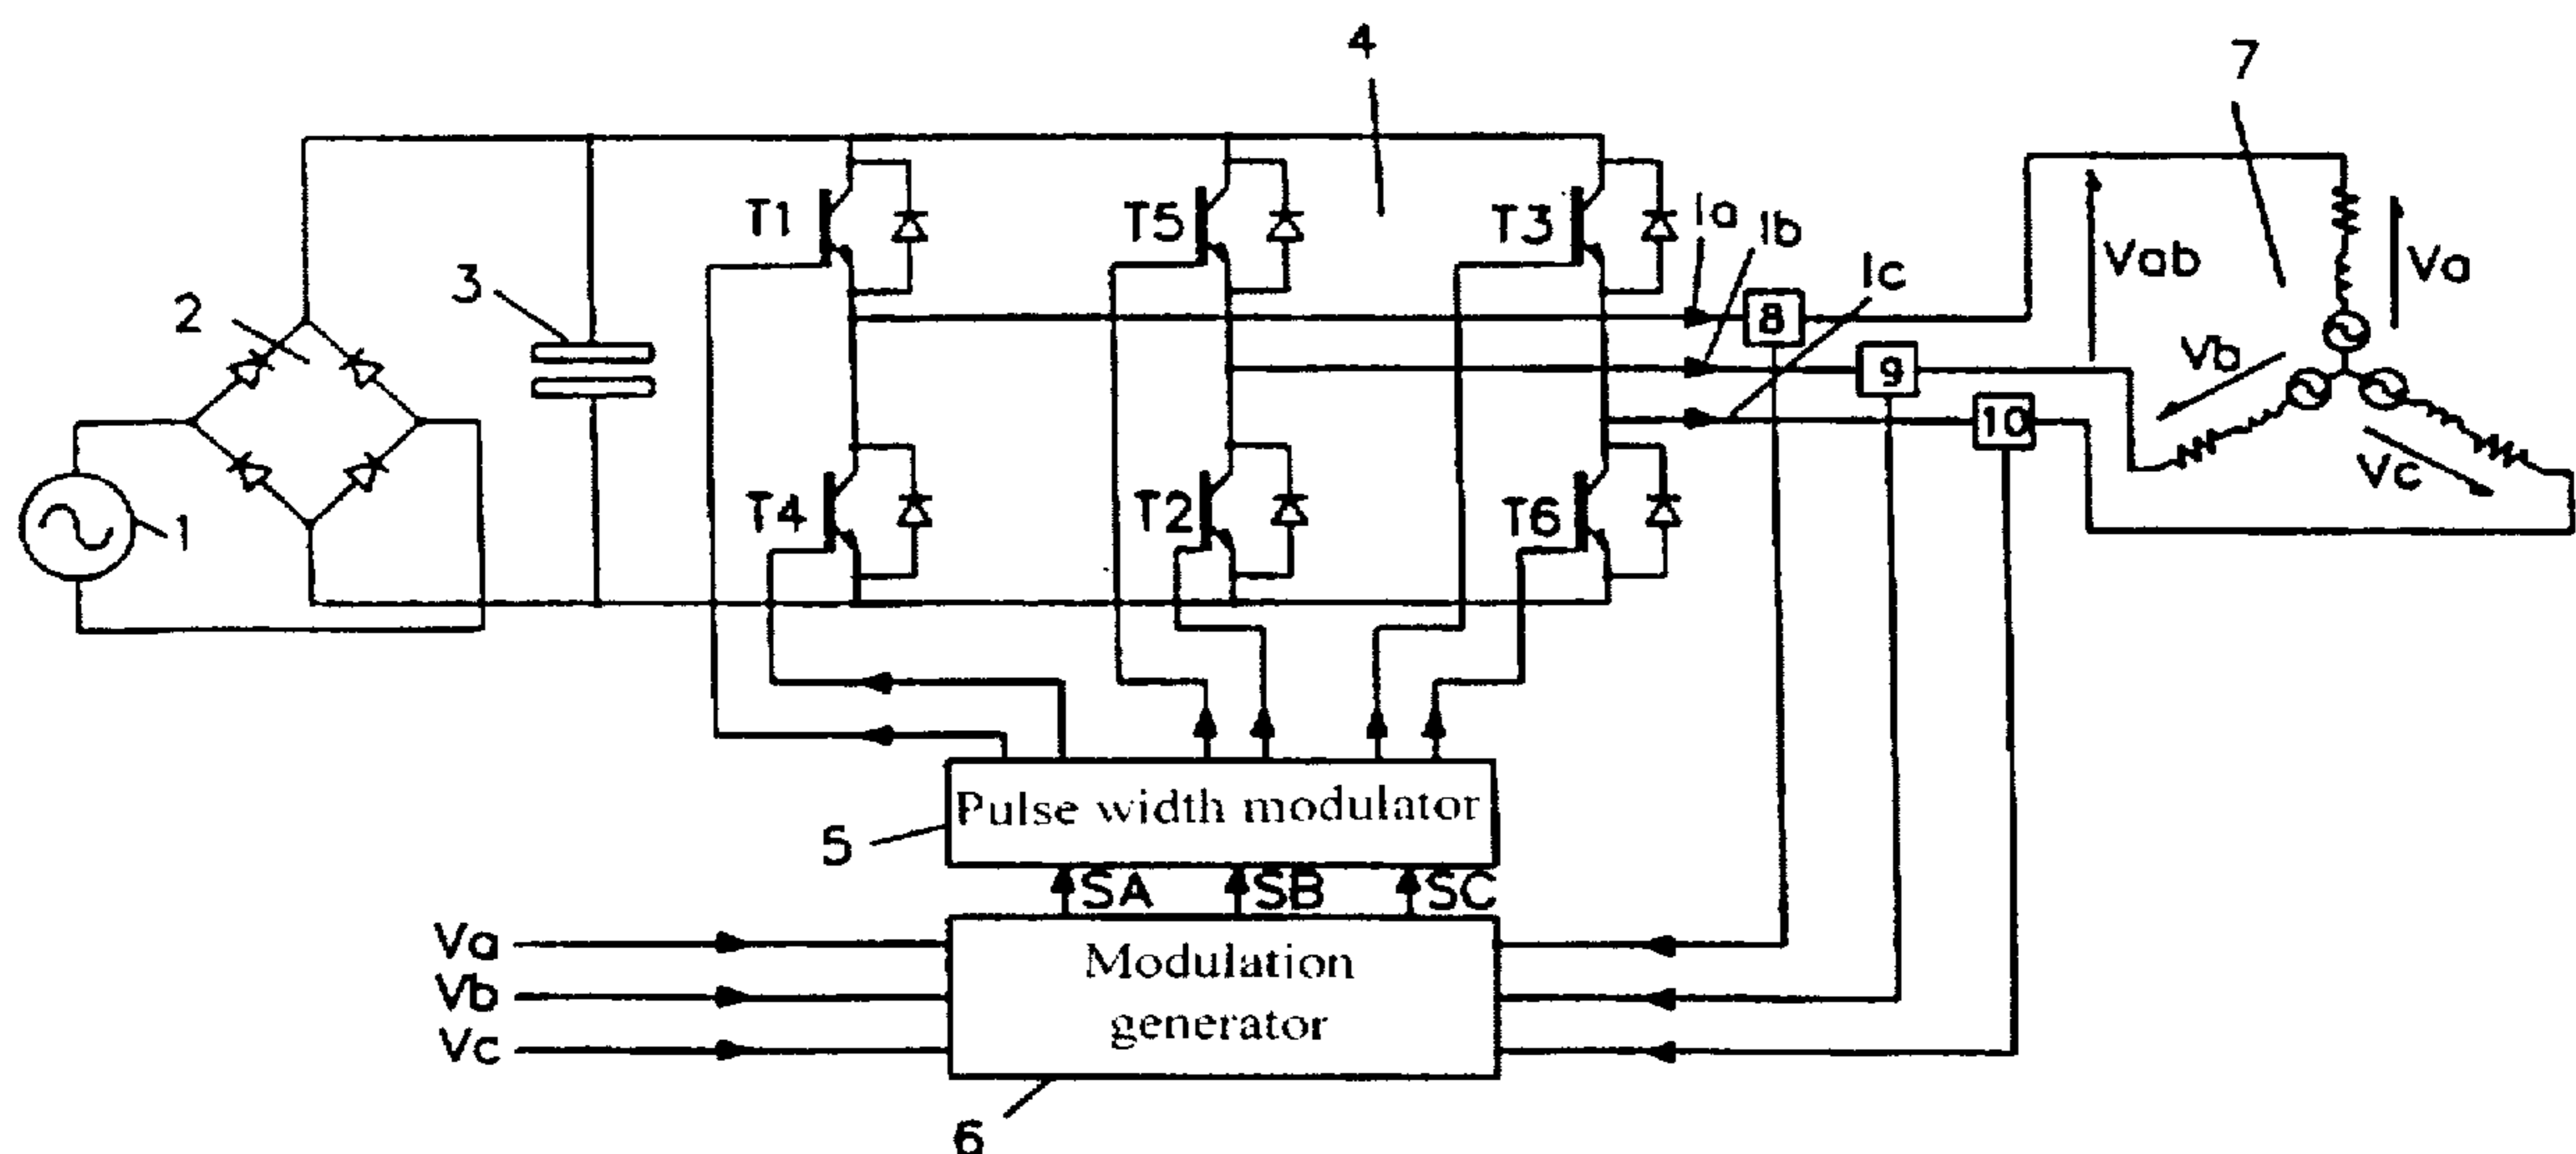 4
7
T1
T5
T3
Ia
Ib
Ic
Vab
Va
2
3
8
9
10
Vb
Vc
1
T4
T2
T6
Pulse width modulator
5
SA
SB
SC
Va
Vb
Vc
Modulation
generator
6